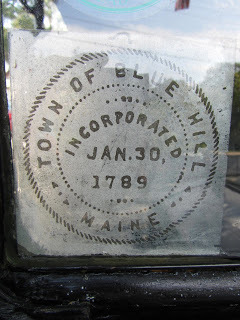 TOWN OF BLUE HILL
INCORPORATED
JAN. 30,
1789
MAINE